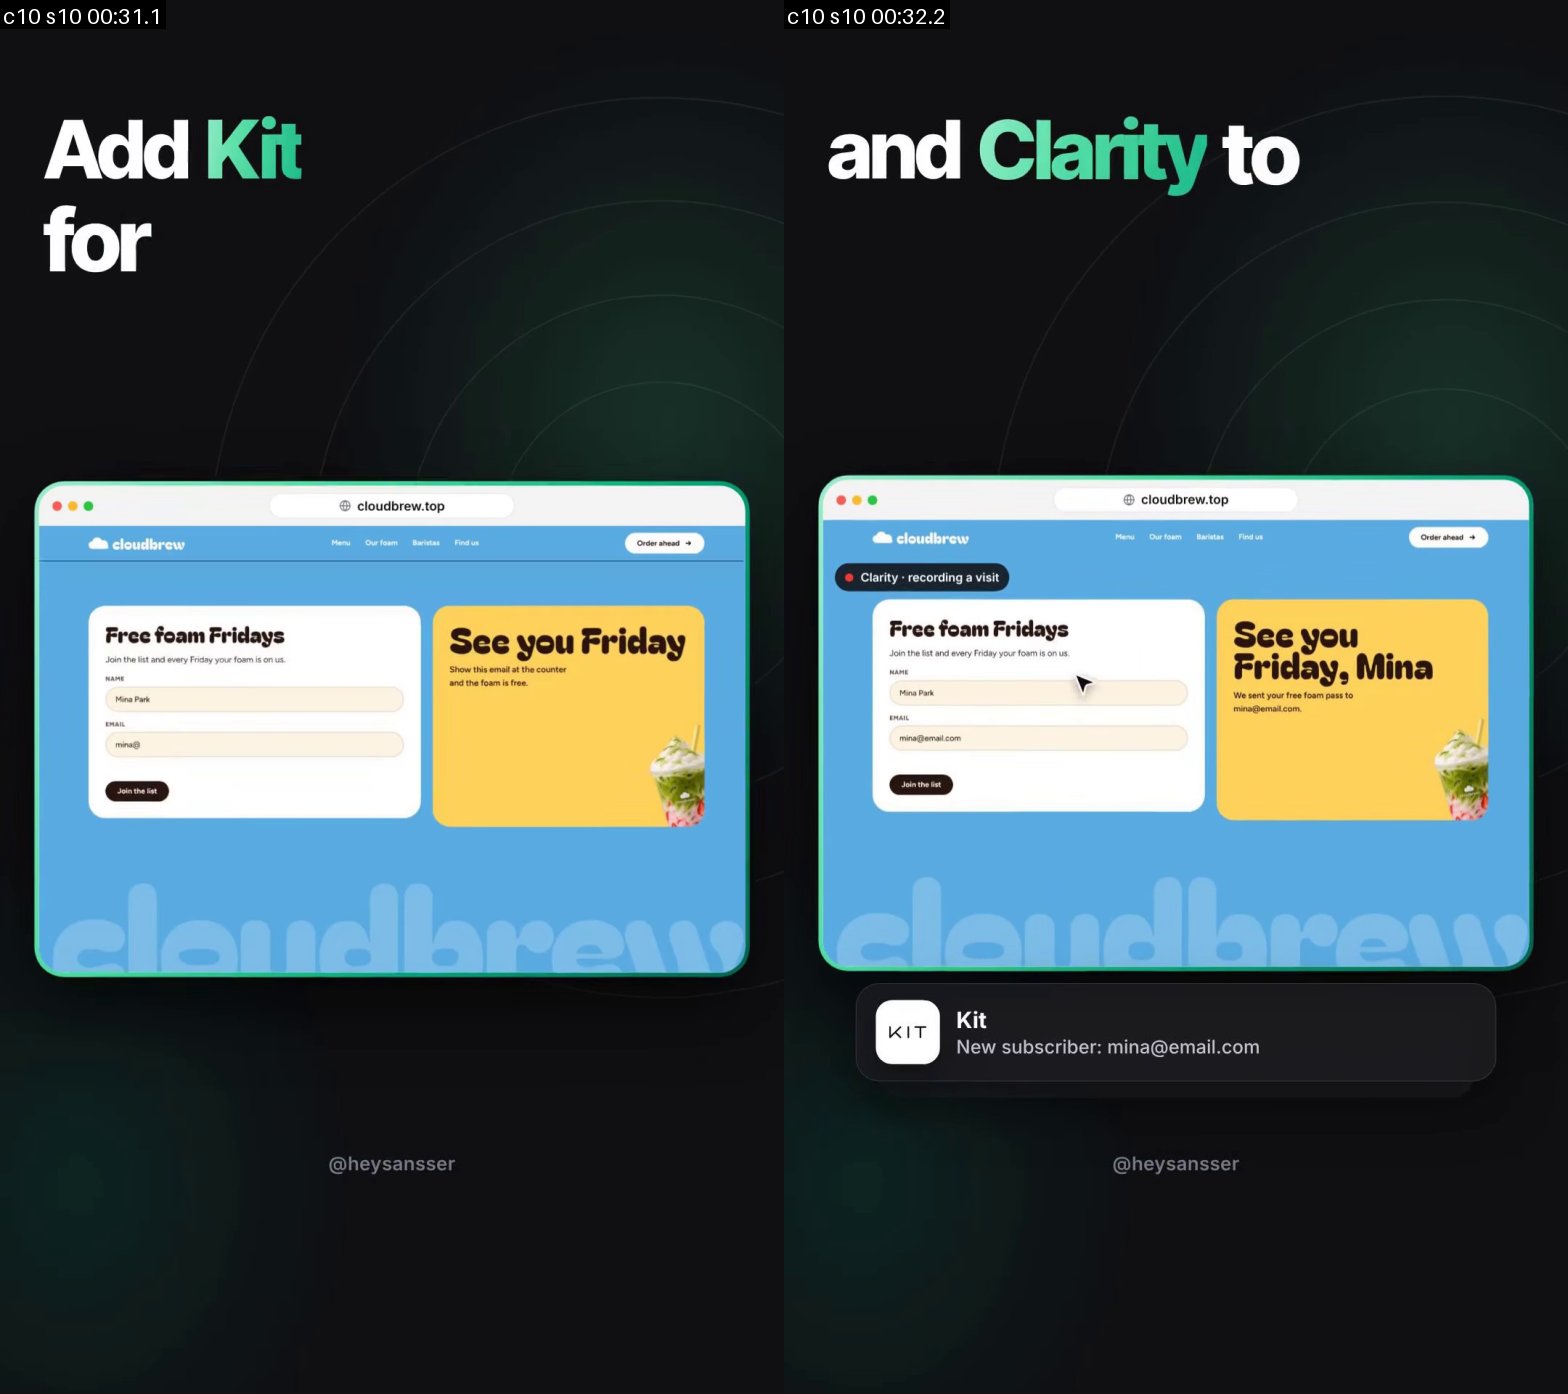 c10 s10 00:31.1
Add Kit
for
cloudbrew.top
cloudbrew
Menu
Our foam
Baristas
Find us
Order ahead →
Free foam Fridays
Join the list and every Friday your foam is on us.
NAME
Mina Park
EMAIL
mina@
Join the list
See you Friday
Show this email at the counter
and the foam is free.
cloudbrew
@heysansser
c10 s10 00:32.2
and Clarity to
cloudbrew.top
cloudbrew
Menu
Our foam
Baristas
Find us
Order ahead →
Clarity · recording a visit
Free foam Fridays
Join the list and every Friday your foam is on us.
NAME
Mina Park
EMAIL
mina@email.com
Join the list
See you
Friday, Mina
We sent your free foam pass to
mina@email.com.
cloudbrew
KIT
Kit
New subscriber: mina@email.com
@heysansser